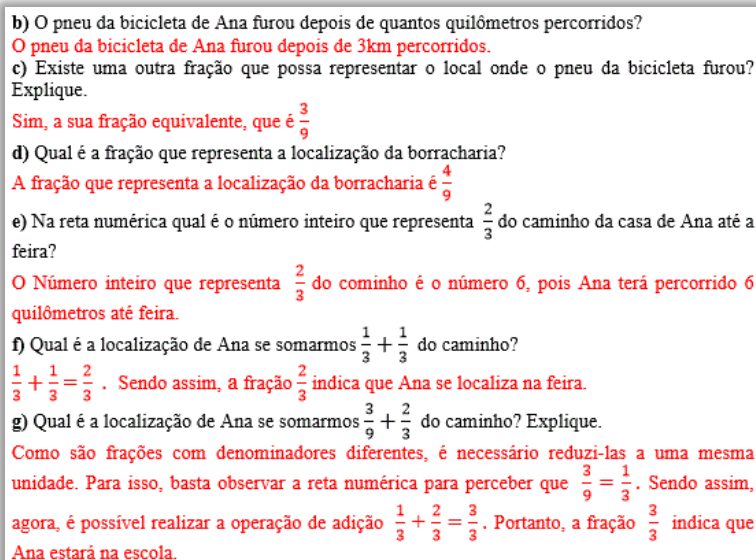 b) O pneu da bicicleta de Ana furou depois de quantos quilômetros percorridos?
O pneu da bicicleta de Ana furou depois de 3km percorridos.
c) Existe uma outra fração que possa representar o local onde o pneu da bicicleta furou?
Explique.
Sim, a sua fração equivalente, que é 3/9
d) Qual é a fração que representa a localização da borracharia?
A fração que representa a localização da borracharia é 4/9
e) Na reta numérica qual é o número inteiro que representa 2/3 do caminho da casa de Ana até a
feira?
O Número inteiro que representa 2/3 do cominho é o número 6, pois Ana terá percorrido 6
quilômetros até feira.
f) Qual é a localização de Ana se somarmos 1/3 + 1/3 do caminho?
1/3 + 1/3 = 2/3 . Sendo assim, a fração 2/3 indica que Ana se localiza na feira.
g) Qual é a localização de Ana se somarmos 3/9 + 2/3 do caminho? Explique.
Como são frações com denominadores diferentes, é necessário reduzi-las a uma mesma
unidade. Para isso, basta observar a reta numérica para perceber que 3/9 = 1/3 . Sendo assim,
agora, é possível realizar a operação de adição 1/3 + 2/3 = 3/3 . Portanto, a fração 3/3 indica que
Ana estará na escola.